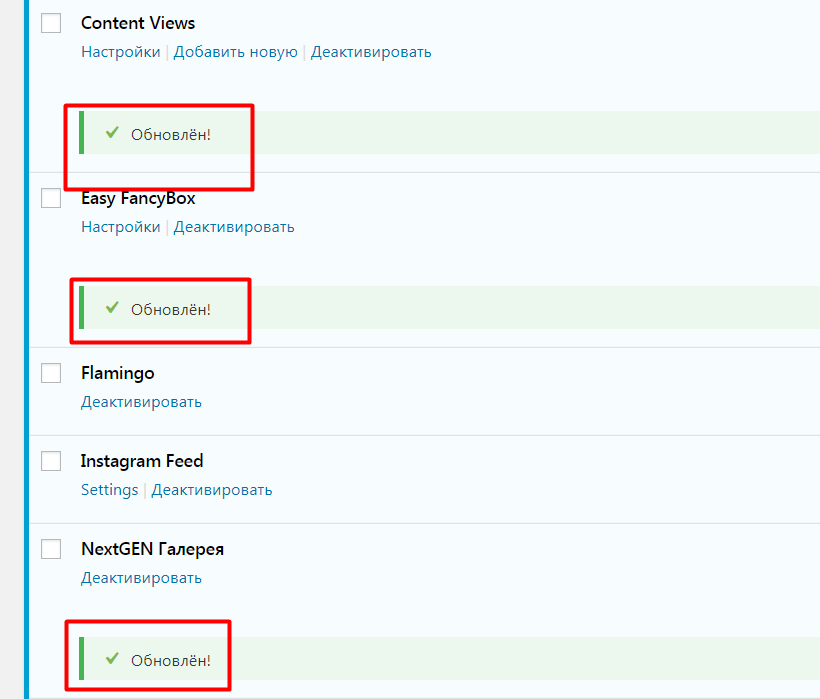 Content Views
Настройки | Добавить новую | Деактивировать
Обновлён!
Easy FancyBox
Настройки | Деактивировать
Обновлён!
Flamingo
Деактивировать
Instagram Feed
Settings | Деактивировать
NextGEN Галерея
Деактивировать
Обновлён!